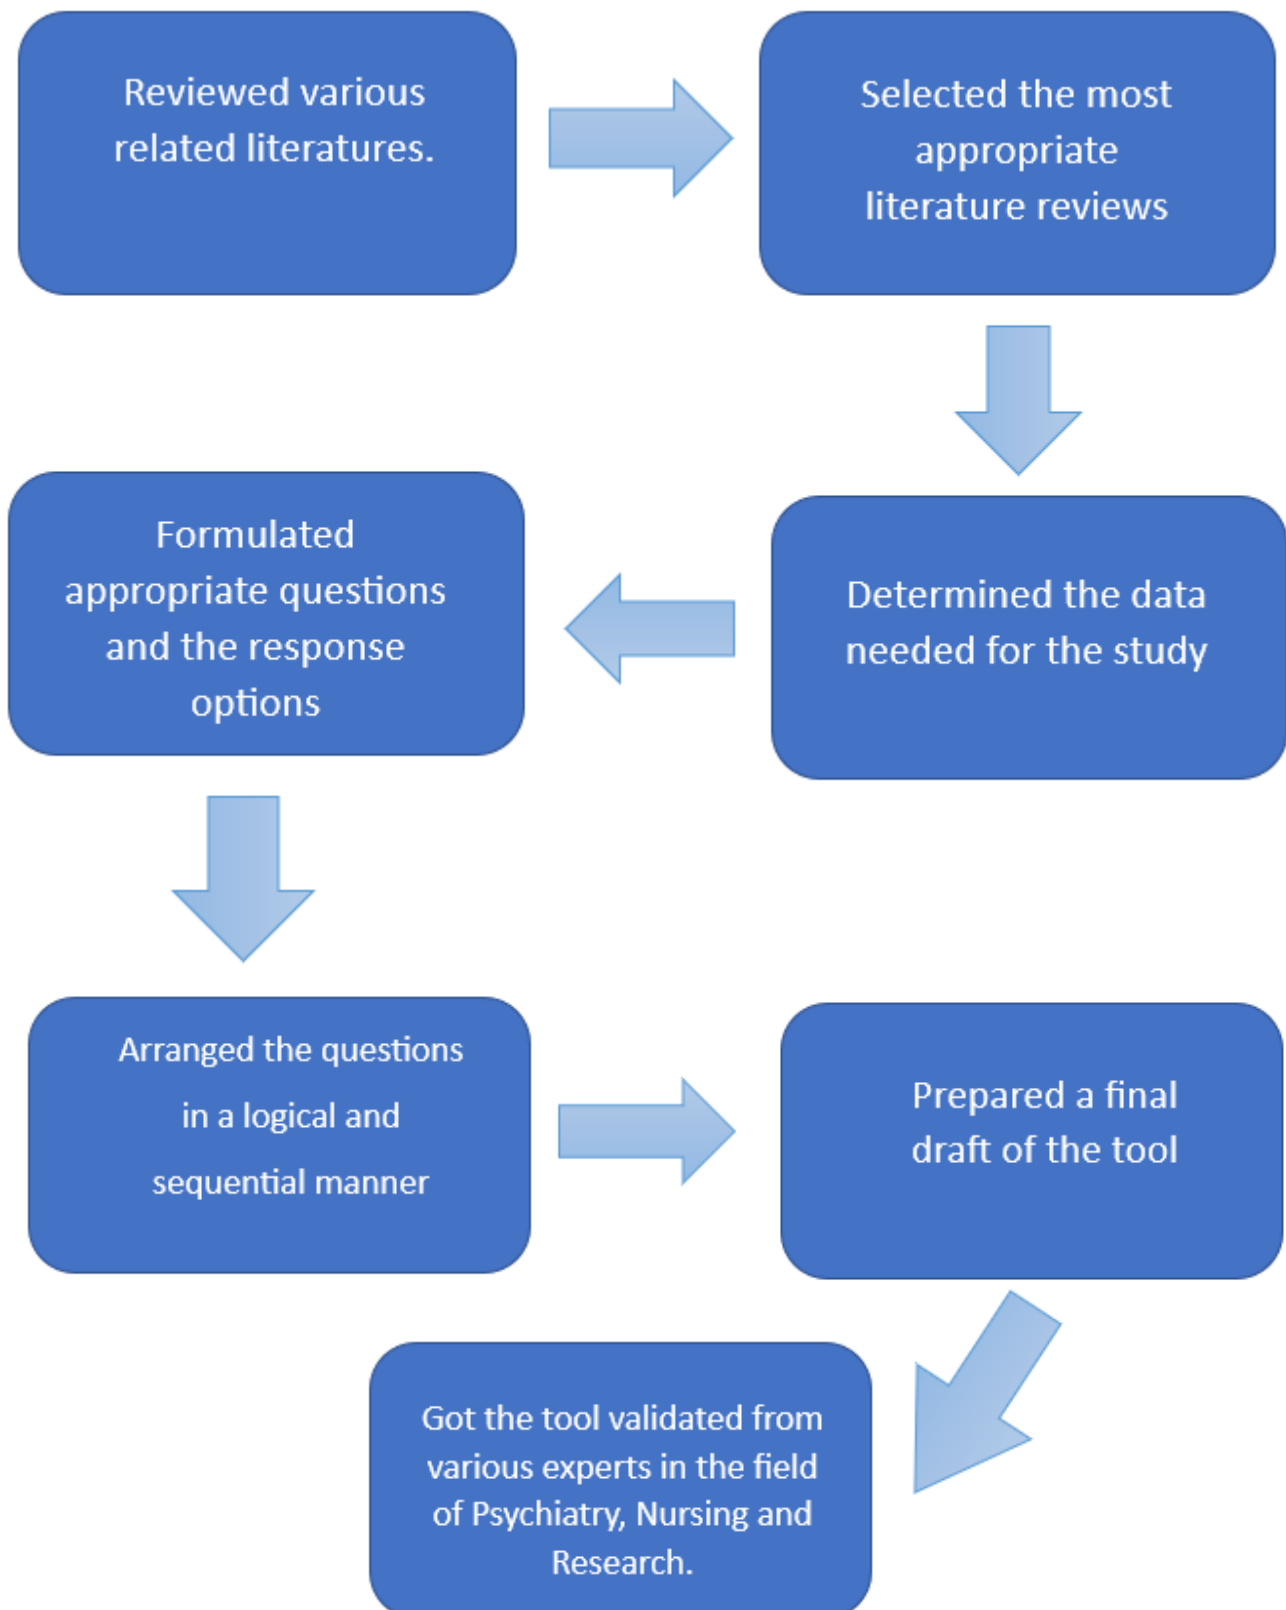 Reviewed various
related literatures.
Selected the most
appropriate
literature reviews
Determined the data
needed for the study
Formulated
appropriate questions
and the response
options
Arranged the questions
in a logical and
sequential manner
Prepared a final
draft of the tool
Got the tool validated from
various experts in the field
of Psychiatry, Nursing and
Research.